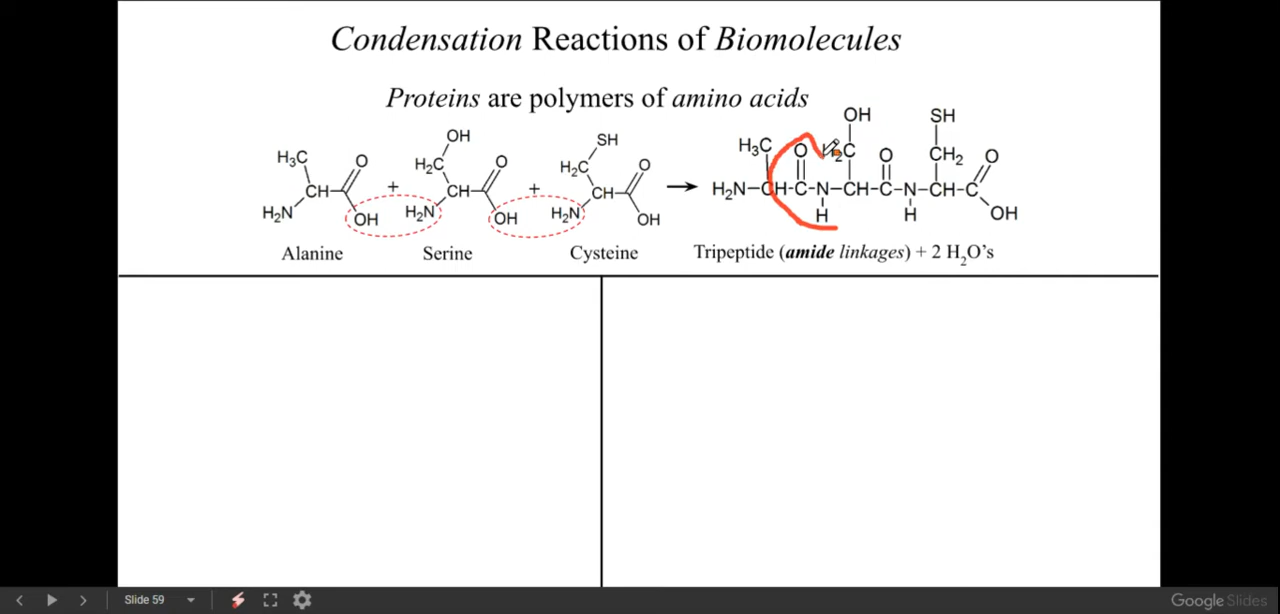 Condensation Reactions of Biomolecules
Proteins are polymers of amino acids
H₃C
O
H₂N
CH
OH
+
OH
H₂C
O
H₂N
CH
OH
+
SH
H₂C
O
H₂N
CH
OH
H₃C O H₂C OH O SH CH₂ O
H₂N-CH-C-N-CH-C-N-CH-C
H H OH
Alanine Serine Cysteine Tripeptide (amide linkages) + 2 H₂O's
Slide 59
Google Slides